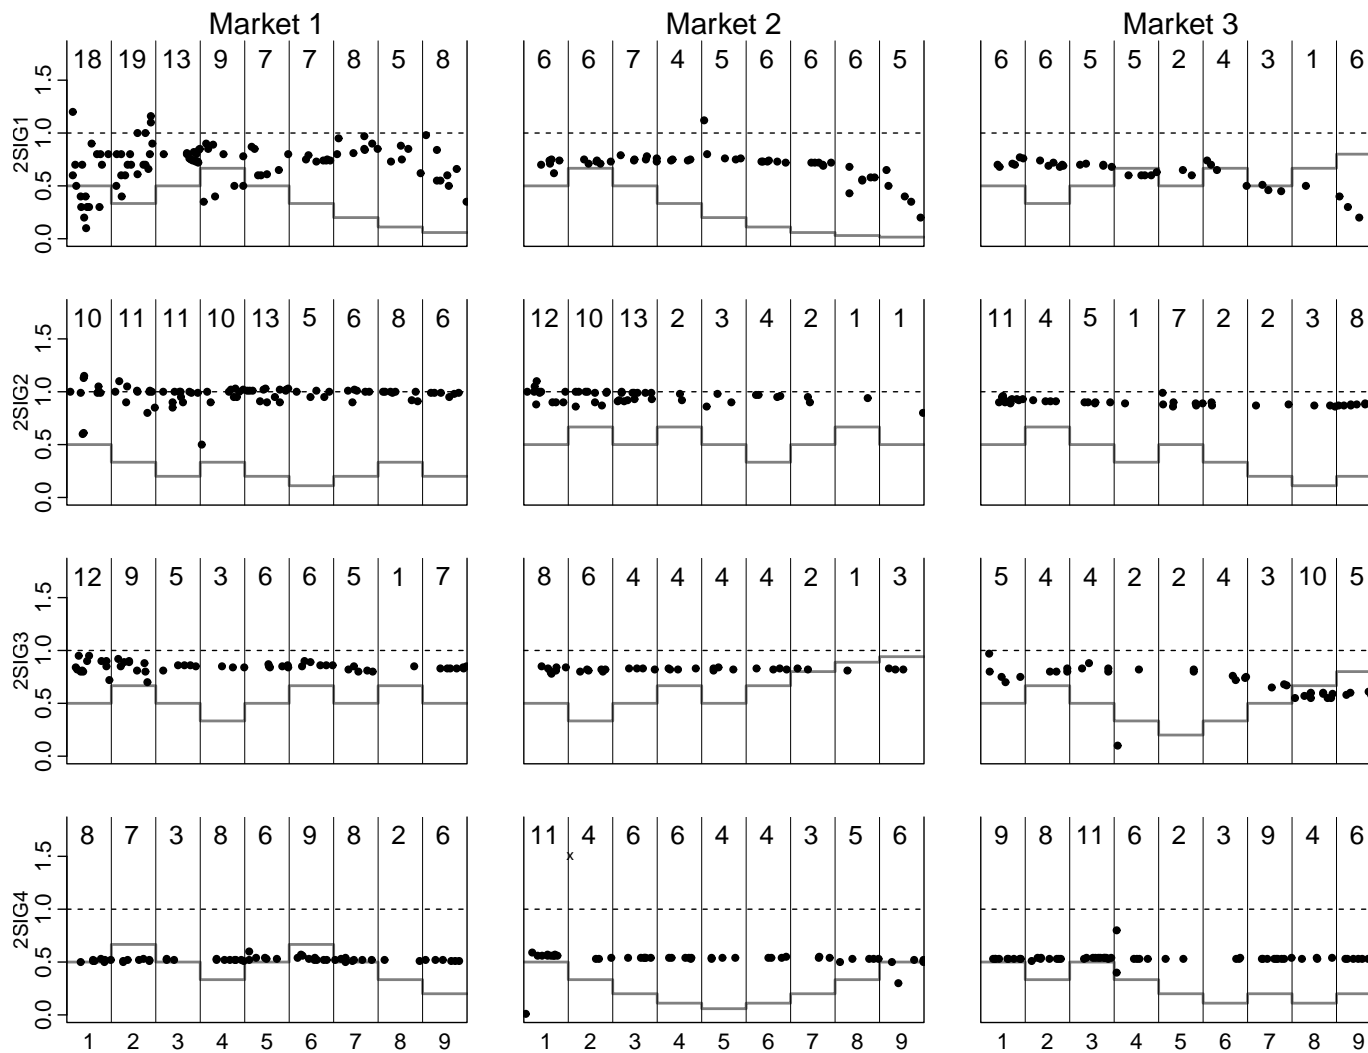 Market 1 Market 2 Market 3
18 19 13 9 7 7 8 5 8
6 6 7 4 5 6 6 6 5
6 6 5 5 2 4 3 1 6
2SIG1
0.0 0.5 1.0 1.5
10 11 11 10 13 5 6 8 6
12 10 13 2 3 4 2 1 1
11 4 5 1 7 2 2 3 8
2SIG2
0.0 0.5 1.0 1.5
12 9 5 3 6 6 5 1 7
8 6 4 4 4 4 2 1 3
5 4 4 2 2 4 3 10 5
2SIG3
0.0 0.5 1.0 1.5
8 7 3 8 6 9 8 2 6
11 4 6 6 4 4 3 5 6
9 8 11 6 2 3 9 4 6
x
2SIG4
0.0 0.5 1.0 1.5
1 2 3 4 5 6 7 8 9
1 2 3 4 5 6 7 8 9
1 2 3 4 5 6 7 8 9